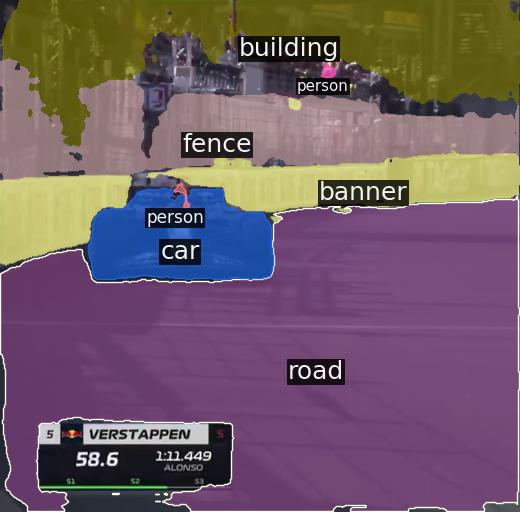 building
person
fence
banner
person
car
road
5 VERSTAPPEN 5
58.6 1:11.449
ALONSO
S1 S2 S3